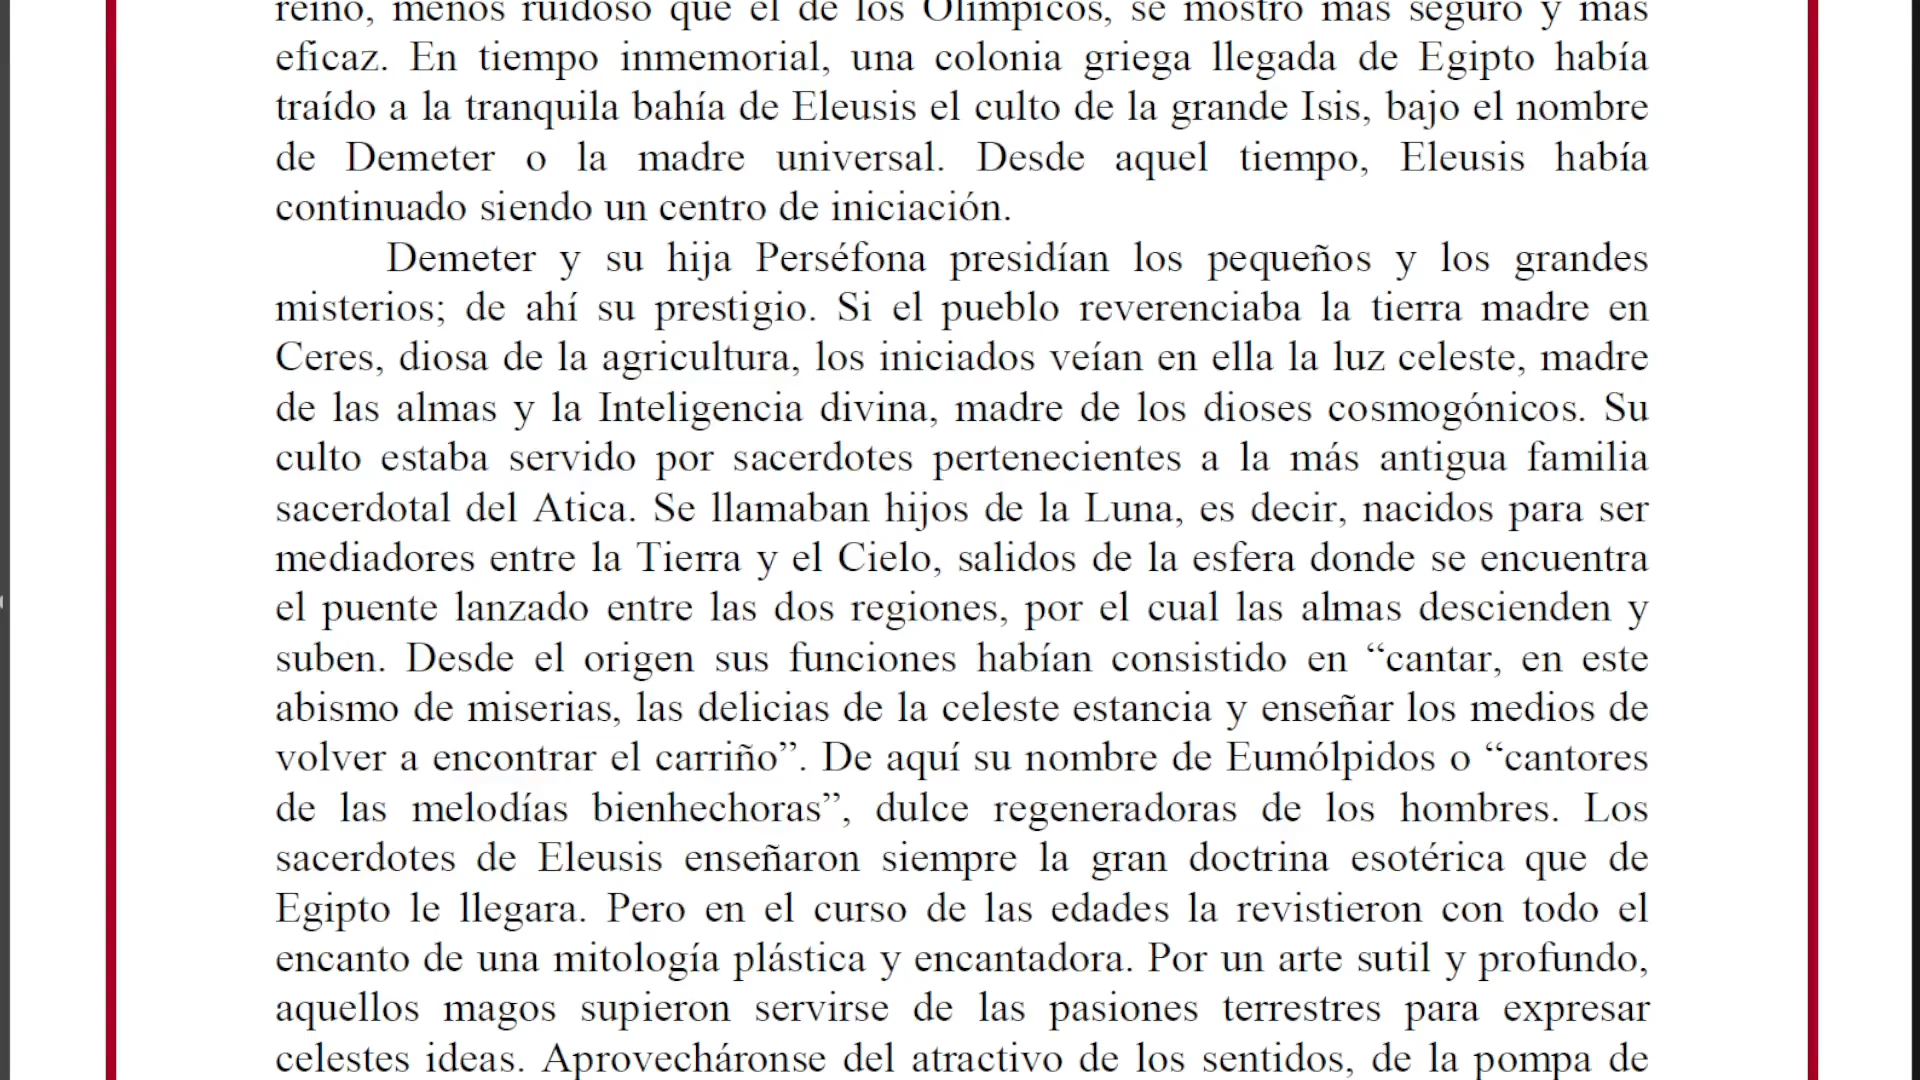 reino, menos ruidoso que el de los Olímpicos, se mostró más seguro y más
eficaz. En tiempo inmemorial, una colonia griega llegada de Egipto había
traído a la tranquila bahía de Eleusis el culto de la grande Isis, bajo el nombre
de Demeter o la madre universal. Desde aquel tiempo, Eleusis había
continuado siendo un centro de iniciación.
Demeter y su hija Perséfona presidían los pequeños y los grandes
misterios; de ahí su prestigio. Si el pueblo reverenciaba la tierra madre en
Ceres, diosa de la agricultura, los iniciados veían en ella la luz celeste, madre
de las almas y la Inteligencia divina, madre de los dioses cosmogónicos. Su
culto estaba servido por sacerdotes pertenecientes a la más antigua familia
sacerdotal del Atica. Se llamaban hijos de la Luna, es decir, nacidos para ser
mediadores entre la Tierra y el Cielo, salidos de la esfera donde se encuentra
el puente lanzado entre las dos regiones, por el cual las almas descienden y
suben. Desde el origen sus funciones habían consistido en “cantar, en este
abismo de miserias, las delicias de la celeste estancia y enseñar los medios de
volver a encontrar el carriño”. De aquí su nombre de Eumólpidos o “cantores
de las melodías bienhechoras”, dulce regeneradoras de los hombres. Los
sacerdotes de Eleusis enseñaron siempre la gran doctrina esotérica que de
Egipto le llegara. Pero en el curso de las edades la revistieron con todo el
encanto de una mitología plástica y encantadora. Por un arte sutil y profundo,
aquellos magos supieron servirse de las pasiones terrestres para expresar
celestes ideas. Aprovecháronse del atractivo de los sentidos, de la pompa de